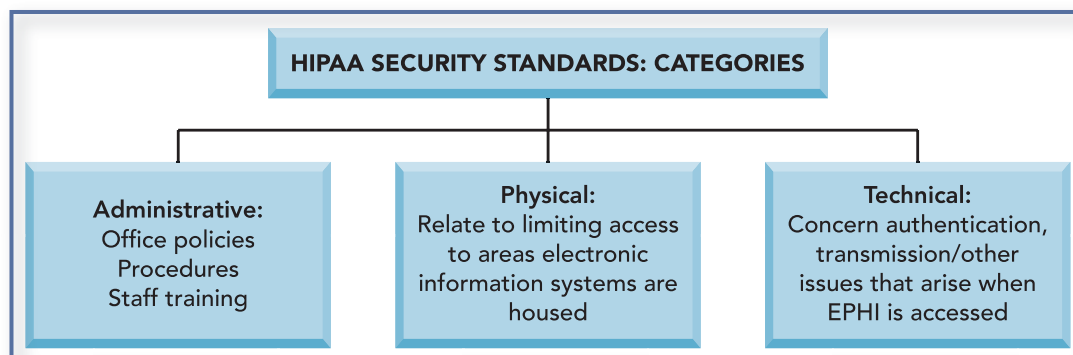 HIPAA SECURITY STANDARDS: CATEGORIES
Administrative:
Office policies
Procedures
Staff training
Physical:
Relate to limiting access
to areas electronic
information systems are
housed
Technical:
Concern authentication,
transmission/other
issues that arise when
EPHI is accessed